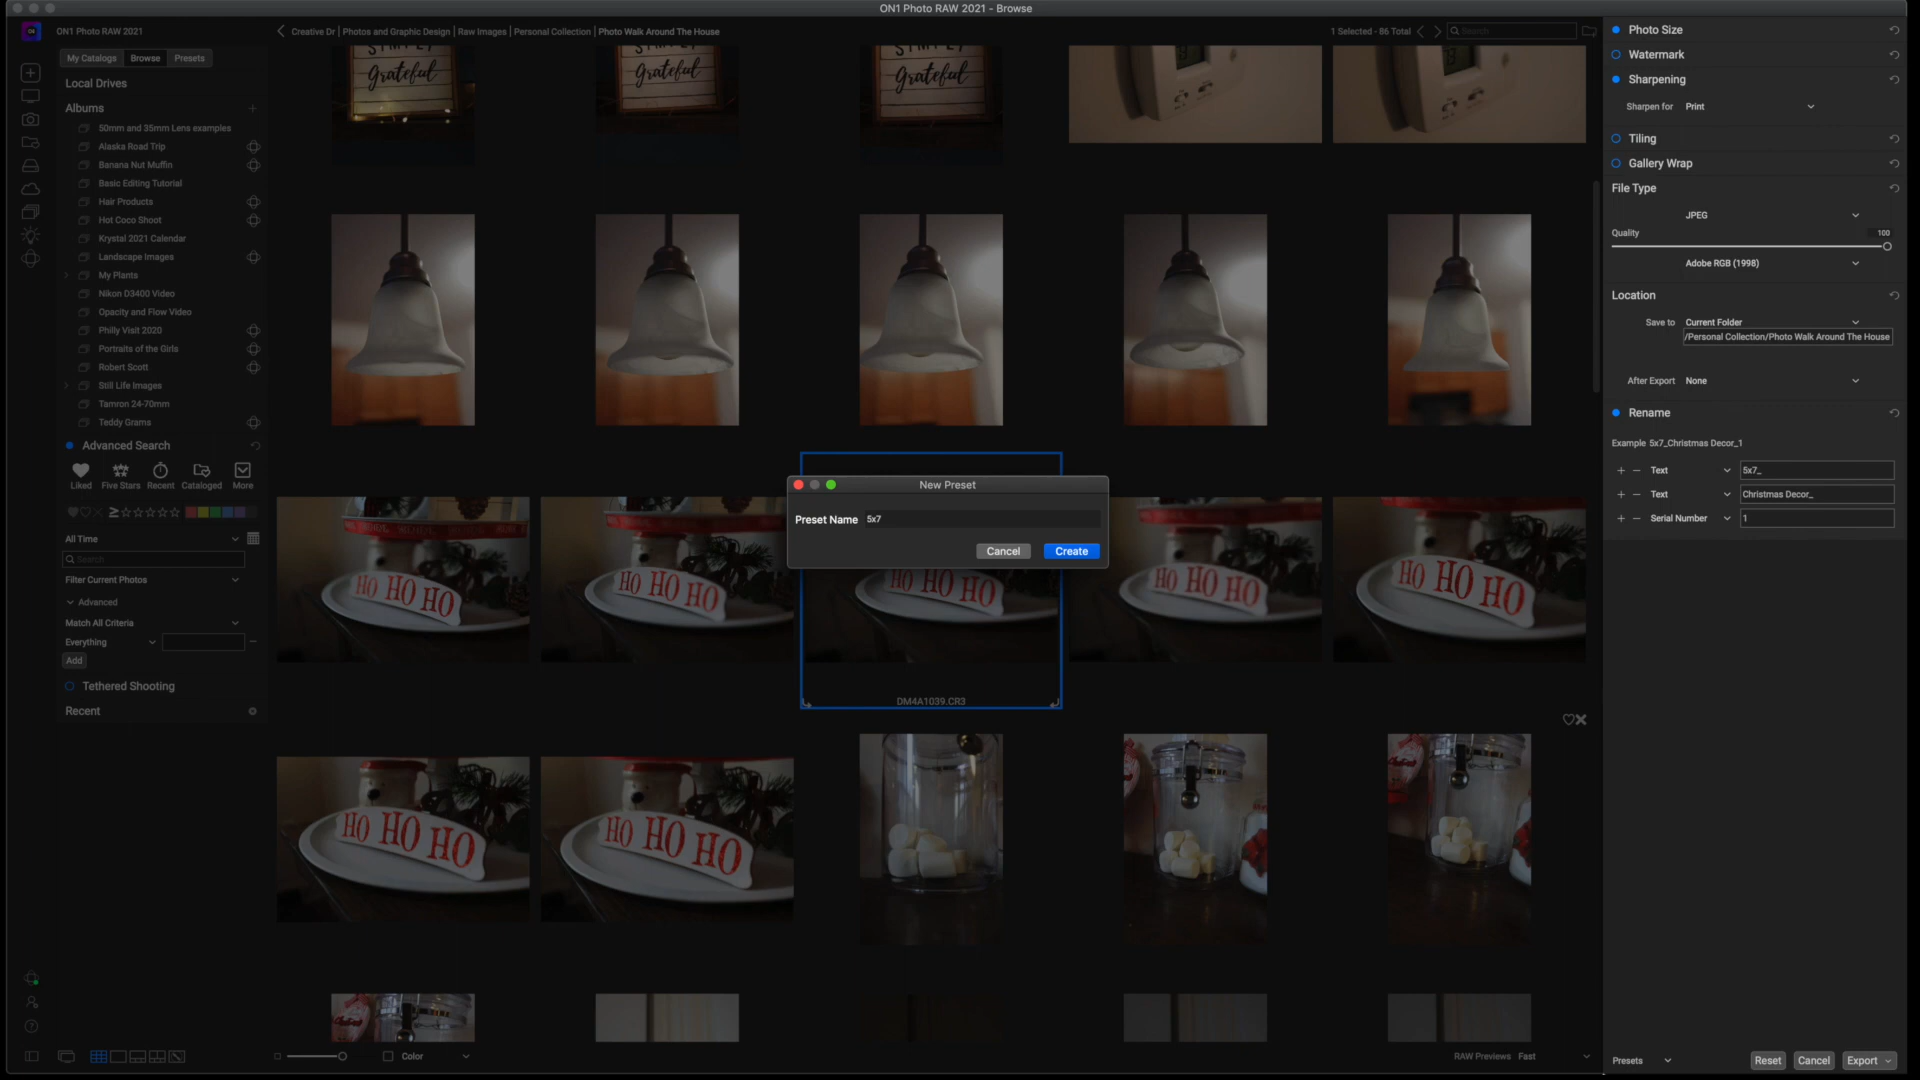 ON1 Photo RAW 2021 - Browse
ON1 Photo RAW 2021
Creative Dr | Photos and Graphic Design | Raw Images | Personal Collection | Photo Walk Around The House
1 Selected - 86 Total
Search
My Catalogs
Browse
Presets
Local Drives
Albums
50mm and 35mm Lens examples
Alaska Road Trip
Banana Nut Muffin
Basic Editing Tutorial
Hair Products
Hot Coco Shoot
Krystal 2021 Calendar
Landscape Images
My Plants
Nikon D3400 Video
Opacity and Flow Video
Philly Visit 2020
Portraits of the Girls
Robert Scott
Still Life Images
Tamron 24-70mm
Teddy Grams
Advanced Search
Liked
Five Stars
Recent
Cataloged
More
All Time
Search
Filter Current Photos
Advanced
Match All Criteria
Everything
Add
Tethered Shooting
Recent
SIMPLY
grateful
SIMPLY
grateful
SIMPLY
grateful
HO HO HO
HO HO HO
HO HO HO
HO HO HO
HO HO HO
DM4A1039.CR3
HO HO HO
HO HO HO
New Preset
Preset Name 5x7
Cancel
Create
Photo Size
Watermark
Sharpening
Sharpen for Print
Tiling
Gallery Wrap
File Type
JPEG
Quality 100
Adobe RGB (1998)
Location
Save to Current Folder
/Personal Collection/Photo Walk Around The House
After Export None
Rename
Example 5x7_Christmas Decor_1
+ − Text 5x7_
+ − Text Christmas Decor_
+ − Serial Number 1
Color
RAW Previews Fast
Presets
Reset
Cancel
Export